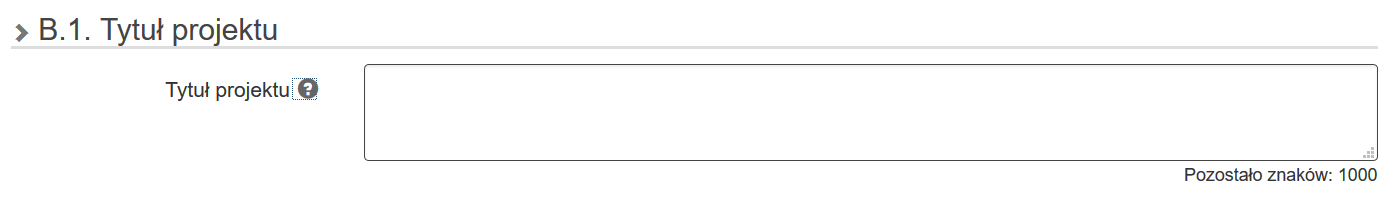 B.1. Tytuł projektu
Tytuł projektu
Pozostało znaków: 1000